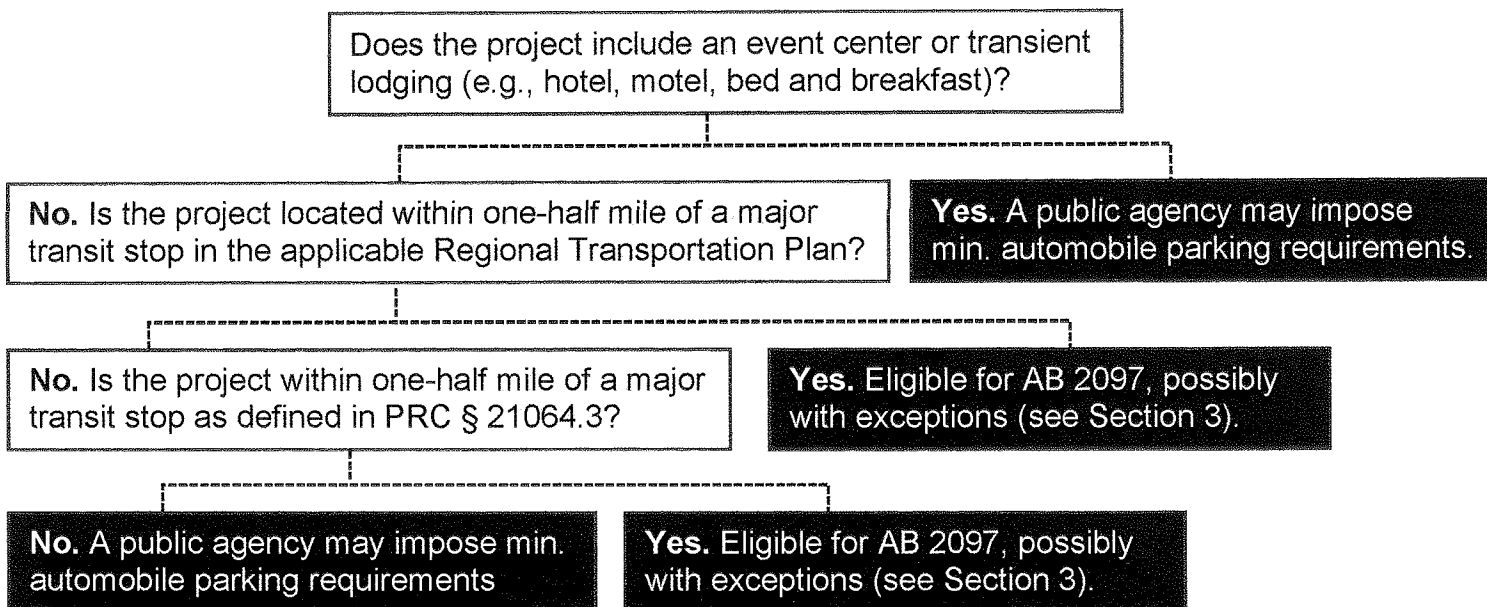 Does the project include an event center or transient
lodging (e.g., hotel, motel, bed and breakfast)?
No. Is the project located within one-half mile of a major
transit stop in the applicable Regional Transportation Plan?
Yes. A public agency may impose
min. automobile parking requirements.
No. Is the project within one-half mile of a major
transit stop as defined in PRC § 21064.3?
Yes. Eligible for AB 2097, possibly
with exceptions (see Section 3).
No. A public agency may impose min.
automobile parking requirements
Yes. Eligible for AB 2097, possibly
with exceptions (see Section 3).